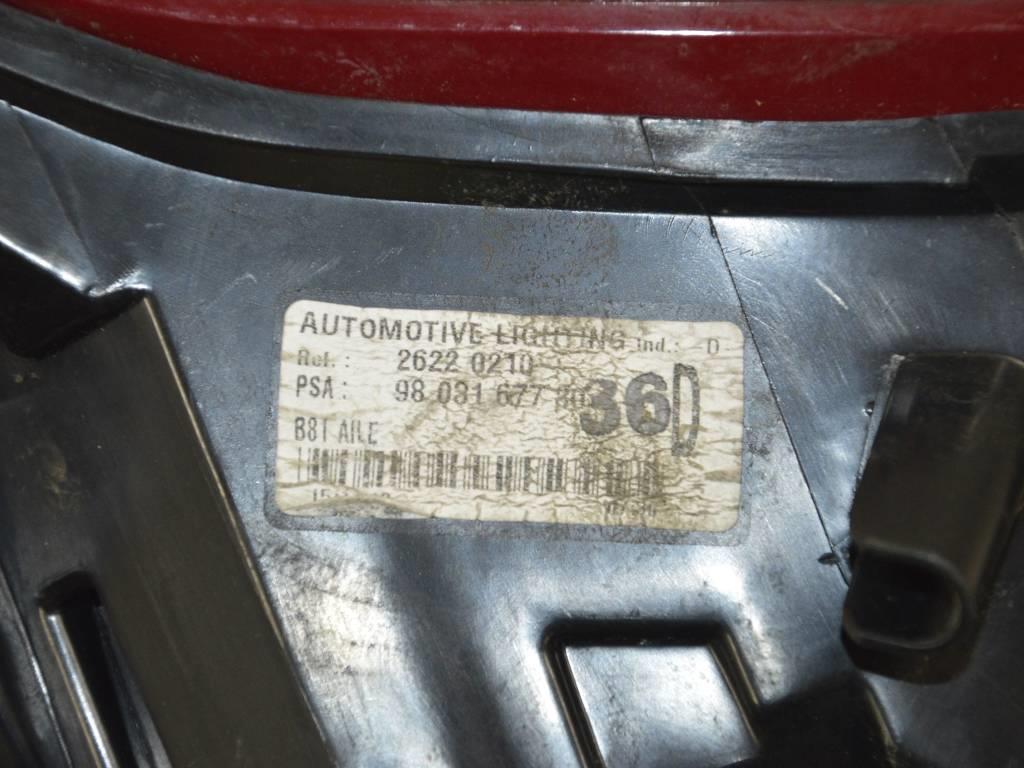 AUTOMOTIVE LIGHTING Ind.: D
Ref.: 2622 0210
PSA: 98 031 677 80
36D
B81 AILE